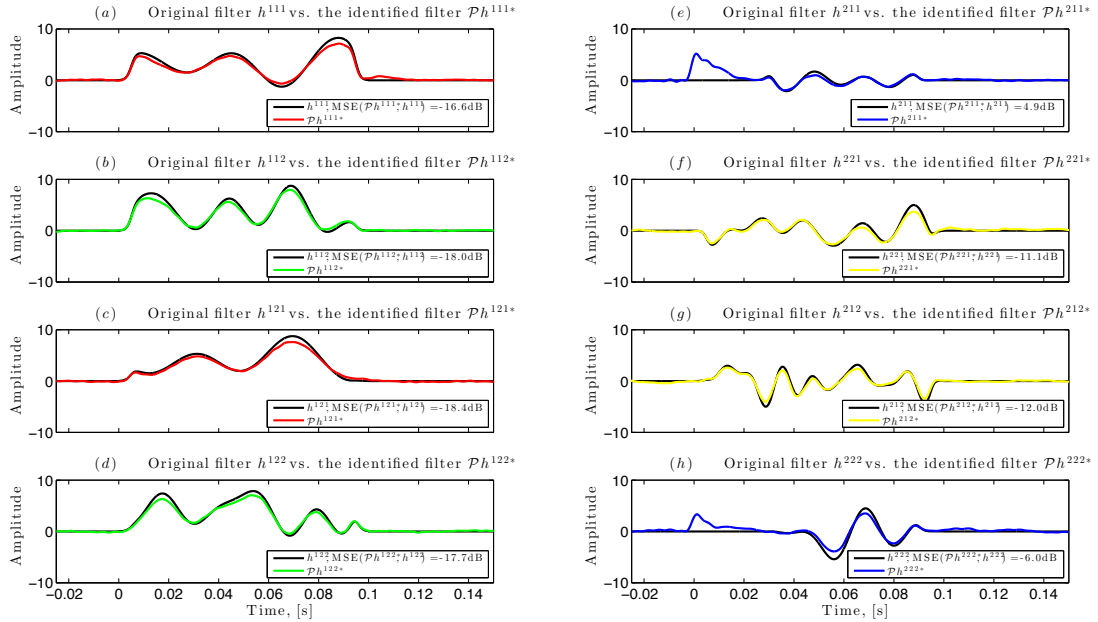 (a) Original filter h^111 vs. the identified filter 𝒫h^111*
10
0
−10
Amplitude
h^111, MSE(𝒫h^111*, h^111) =-16.6dB
𝒫h^111*
(b) Original filter h^112 vs. the identified filter 𝒫h^112*
10
0
−10
Amplitude
h^112, MSE(𝒫h^112*, h^112) =-18.0dB
𝒫h^112*
(c) Original filter h^121 vs. the identified filter 𝒫h^121*
10
0
−10
Amplitude
h^121, MSE(𝒫h^121*, h^121) =-18.4dB
𝒫h^121*
(d) Original filter h^122 vs. the identified filter 𝒫h^122*
10
0
−10
Amplitude
h^122, MSE(𝒫h^122*, h^122) =-17.7dB
𝒫h^122*
−0.02 0 0.02 0.04 0.06 0.08 0.1 0.12 0.14
Time, [s]
(e) Original filter h^211 vs. the identified filter 𝒫h^211*
10
0
−10
Amplitude
h^211, MSE(𝒫h^211*, h^211) =4.9dB
𝒫h^211*
(f) Original filter h^221 vs. the identified filter 𝒫h^221*
10
0
−10
Amplitude
h^221, MSE(𝒫h^221*, h^221) =-11.1dB
𝒫h^221*
(g) Original filter h^212 vs. the identified filter 𝒫h^212*
10
0
−10
Amplitude
h^212, MSE(𝒫h^212*, h^212) =-12.0dB
𝒫h^212*
(h) Original filter h^222 vs. the identified filter 𝒫h^222*
10
0
−10
Amplitude
h^222, MSE(𝒫h^222*, h^222) =-6.0dB
𝒫h^222*
−0.02 0 0.02 0.04 0.06 0.08 0.1 0.12 0.14
Time, [s]